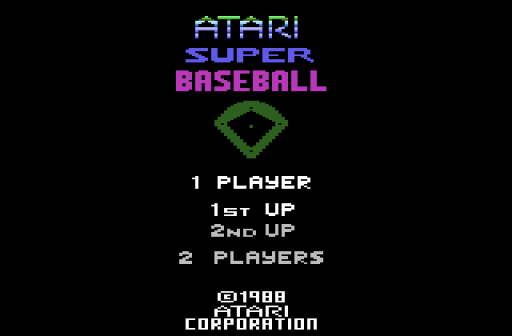 ATARI
SUPER
BASEBALL
1 PLAYER
1ST UP
2ND UP
2 PLAYERS
©1988
ATARI
CORPORATION